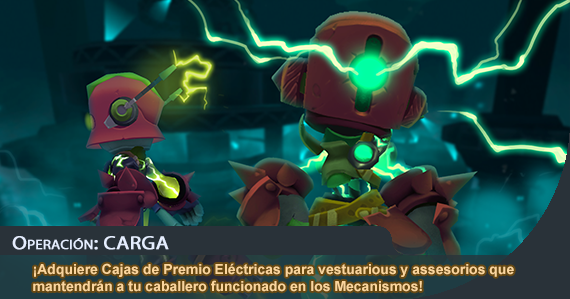 Operación: CARGA
¡Adquiere Cajas de Premio Eléctricas para vestuarious y assesorios que
mantendrán a tu caballero funcionado en los Mecanismos!